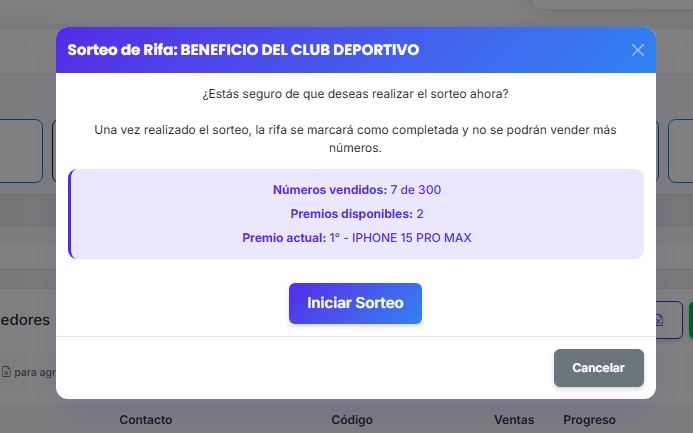 Sorteo de Rifa: BENEFICIO DEL CLUB DEPORTIVO
¿Estás seguro de que deseas realizar el sorteo ahora?
Una vez realizado el sorteo, la rifa se marcará como completada y no se podrán vender más
números.
Números vendidos: 7 de 300
Premios disponibles: 2
Premio actual: 1° - IPHONE 15 PRO MAX
Iniciar Sorteo
edores
Cancelar
para agr
Contacto Código Ventas Progreso